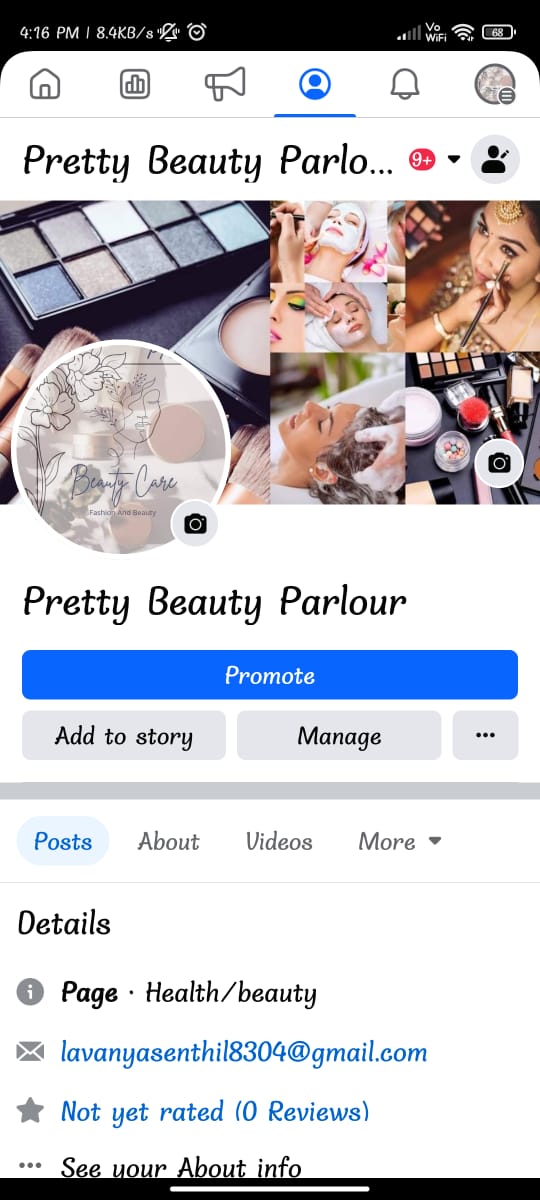 4:16 PM | 8.4KB/s
Vo
WiFi
68
Pretty Beauty Parlo... 9+
Beauty Care
Fashion And Beauty
Pretty Beauty Parlour
Promote
Add to story Manage ...
Posts About Videos More
Details
Page · Health/beauty
lavanyasenthil8304@gmail.com
Not yet rated (0 Reviews)
... See your About info